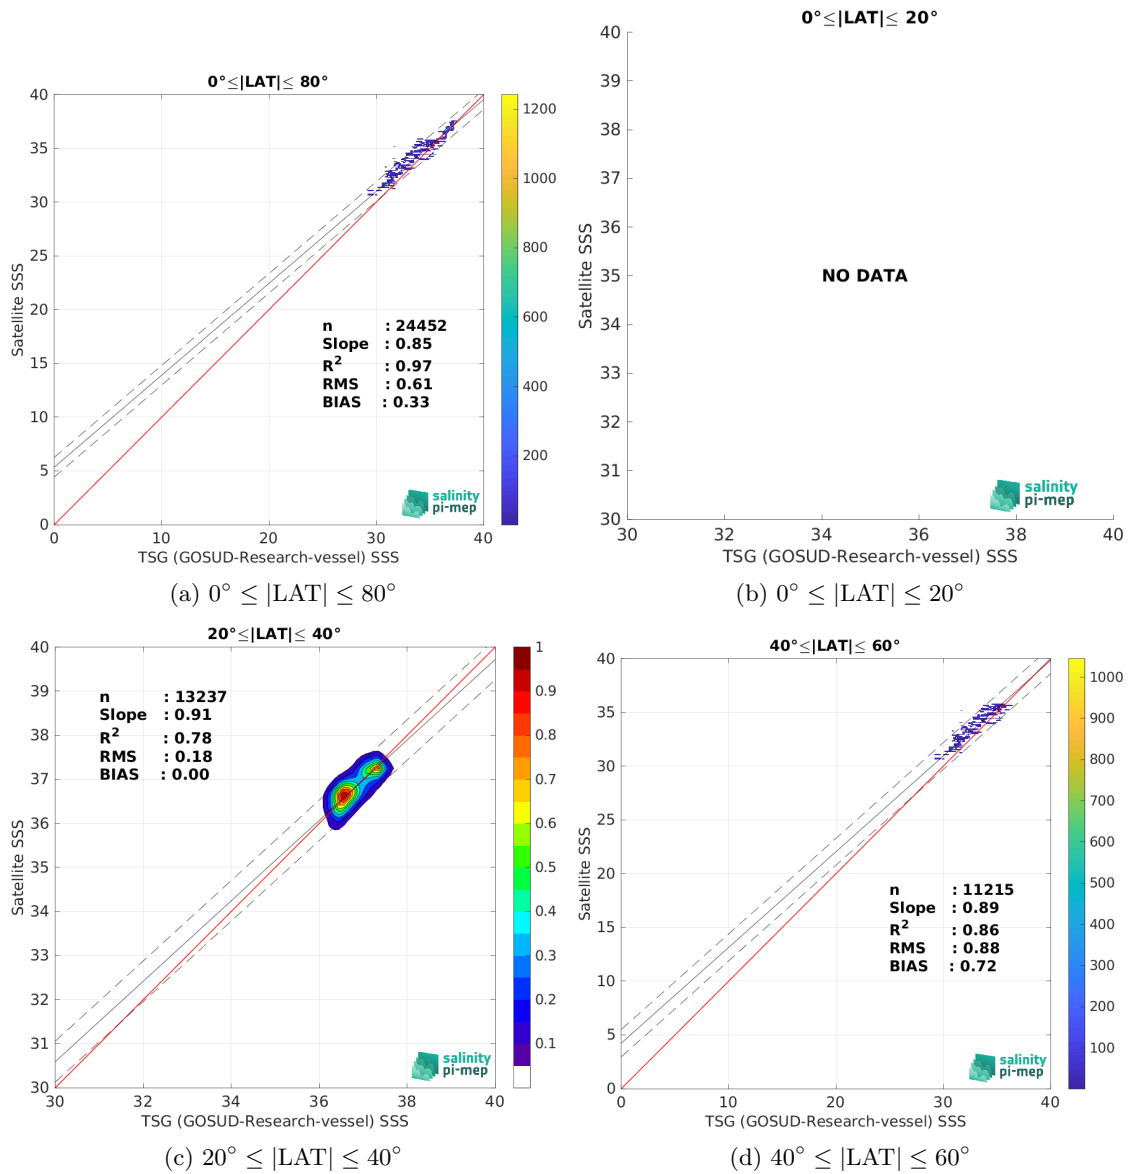 0°≤|LAT|≤ 80°
40
35
30
25
20
15
10
5
0
0 10 20 30 40
Satellite SSS
TSG (GOSUD-Research-vessel) SSS
n : 24452
Slope : 0.85
R² : 0.97
RMS : 0.61
BIAS : 0.33
salinity
pi-mep
1200
1000
800
600
400
200
(a) 0° ≤ |LAT| ≤ 80°
0°≤|LAT|≤ 20°
40
39
38
37
36
35
34
33
32
31
30
30 32 34 36 38 40
Satellite SSS
NO DATA
salinity
pi-mep
TSG (GOSUD-Research-vessel) SSS
(b) 0° ≤ |LAT| ≤ 20°
20°≤|LAT|≤ 40°
40
39
38
37
36
35
34
33
32
31
30
30 32 34 36 38 40
Satellite SSS
n : 13237
Slope : 0.91
R² : 0.78
RMS : 0.18
BIAS : 0.00
salinity
pi-mep
1
0.9
0.8
0.7
0.6
0.5
0.4
0.3
0.2
0.1
TSG (GOSUD-Research-vessel) SSS
(c) 20° ≤ |LAT| ≤ 40°
40°≤|LAT|≤ 60°
40
35
30
25
20
15
10
5
0
0 10 20 30 40
Satellite SSS
n : 11215
Slope : 0.89
R² : 0.86
RMS : 0.88
BIAS : 0.72
salinity
pi-mep
1000
900
800
700
600
500
400
300
200
100
TSG (GOSUD-Research-vessel) SSS
(d) 40° ≤ |LAT| ≤ 60°